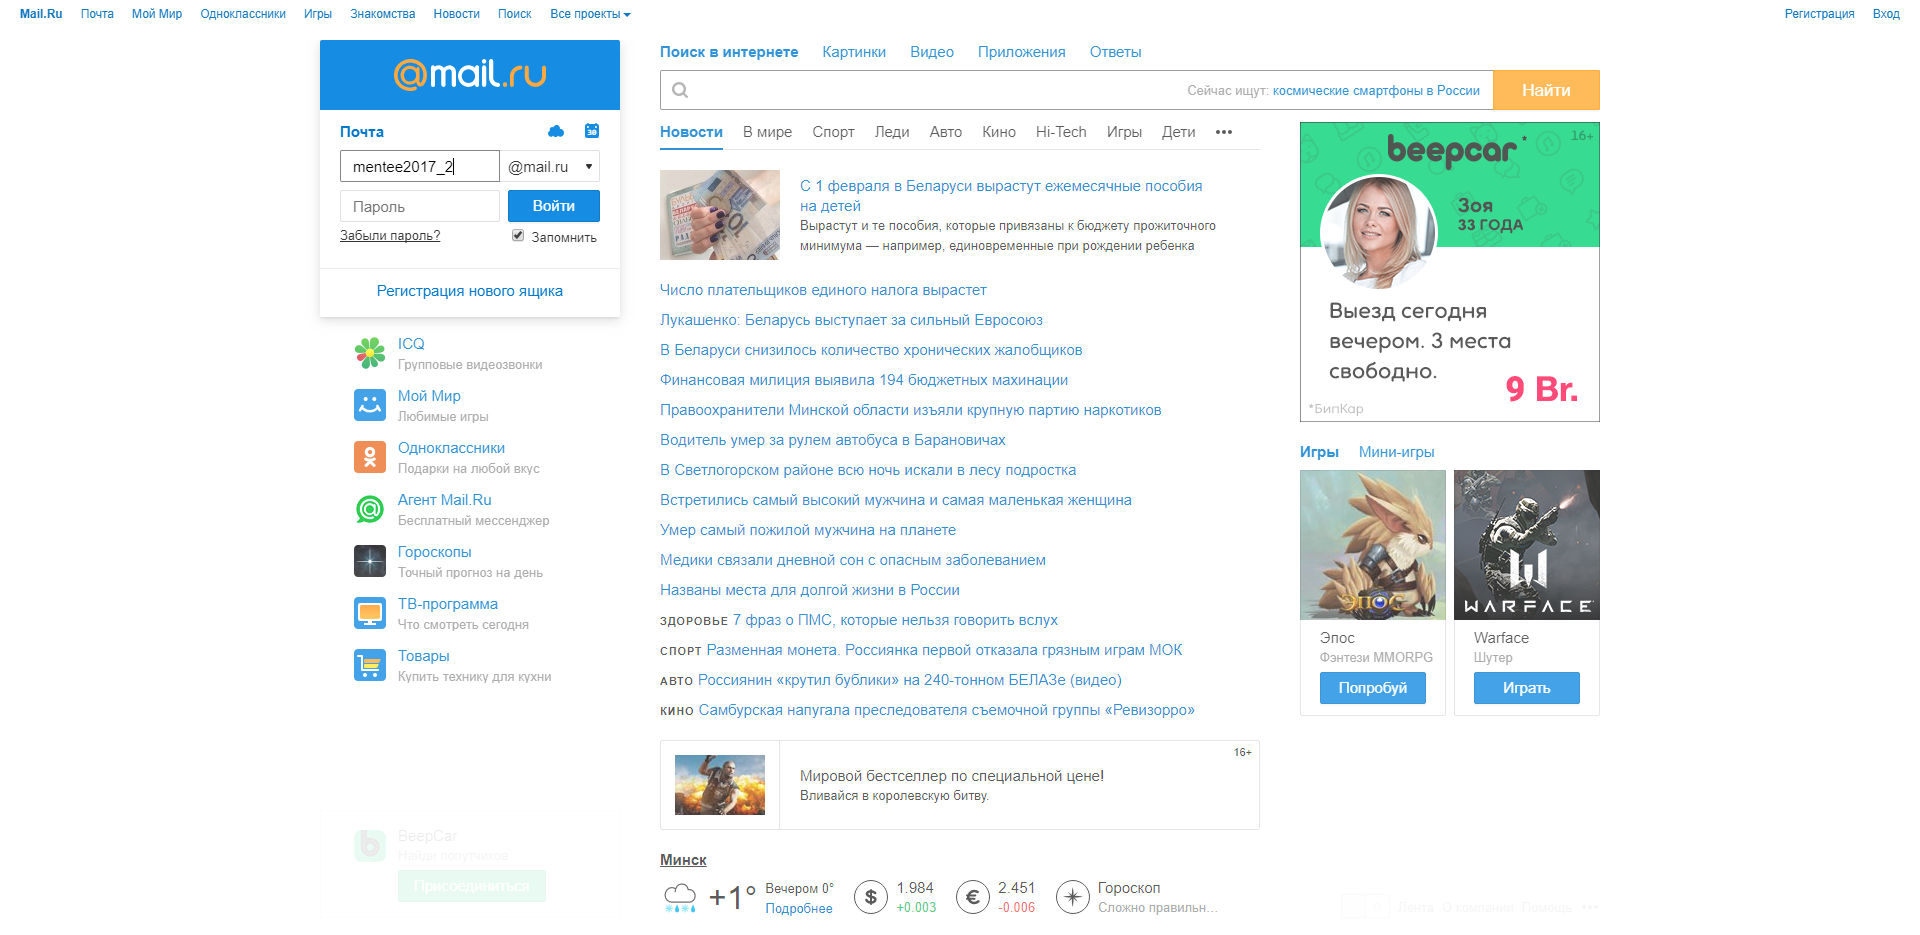 Mail.Ru Почта Мой Мир Одноклассники Игры Знакомства Новости Поиск Все проекты
Регистрация Вход
@mail.ru
Почта
30
mentee2017_2 @mail.ru
Пароль Войти
Забыли пароль? Запомнить
Регистрация нового ящика
ICQ
Групповые видеозвонки
Мой Мир
Любимые игры
Одноклассники
Подарки на любой вкус
Агент Mail.Ru
Бесплатный мессенджер
Гороскопы
Точный прогноз на день
ТВ-программа
Что смотреть сегодня
Товары
Купить технику для кухни
BeepCar
Найди попутчиков
Присоединиться
Поиск в интернете Картинки Видео Приложения Ответы
Сейчас ищут: космические смартфоны в России Найти
Новости В мире Спорт Леди Авто Кино Hi-Tech Игры Дети •••
С 1 февраля в Беларуси вырастут ежемесячные пособия
на детей
Вырастут и те пособия, которые привязаны к бюджету прожиточного
минимума — например, единовременные при рождении ребенка
Число плательщиков единого налога вырастет
Лукашенко: Беларусь выступает за сильный Евросоюз
В Беларуси снизилось количество хронических жалобщиков
Финансовая милиция выявила 194 бюджетных махинации
Правоохранители Минской области изъяли крупную партию наркотиков
Водитель умер за рулем автобуса в Барановичах
В Светлогорском районе всю ночь искали в лесу подростка
Встретились самый высокий мужчина и самая маленькая женщина
Умер самый пожилой мужчина на планете
Медики связали дневной сон с опасным заболеванием
Названы места для долгой жизни в России
ЗДОРОВЬЕ 7 фраз о ПМС, которые нельзя говорить вслух
СПОРТ Разменная монета. Россиянка первой отказала грязным играм МОК
АВТО Россиянин «крутил бублики» на 240-тонном БЕЛАЗе (видео)
КИНО Самбурская напугала преследователя съемочной группы «Ревизорро»
16+
Мировой бестселлер по специальной цене!
Вливайся в королевскую битву.
Минск
+1° Вечером 0°
Подробнее
$ 1.984
+0.003
€ 2.451
-0.006
Гороскоп
Сложно правильн...
16+
beepcar*
Зоя
33 ГОДА
Выезд сегодня
вечером. 3 места
свободно.
9 Br.
*БипКар
Игры Мини-игры
ЭПОС
WARFACE
Эпос
Фэнтези MMORPG
Попробуй
Warface
Шутер
Играть
Лента О компании Помощь •••